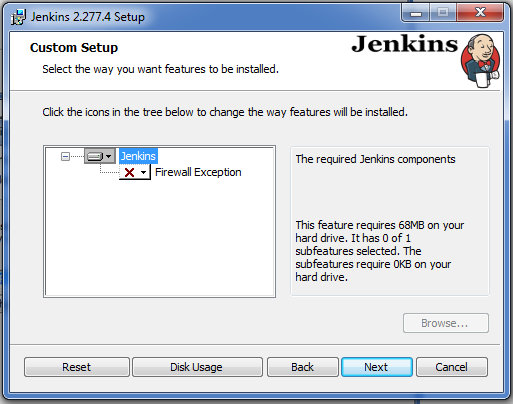 Jenkins 2.277.4 Setup
Custom Setup
Select the way you want features to be installed.
Jenkins
Click the icons in the tree below to change the way features will be installed.
Jenkins
Firewall Exception
The required Jenkins components
This feature requires 68MB on your
hard drive. It has 0 of 1
subfeatures selected. The
subfeatures require 0KB on your
hard drive.
Browse...
Reset
Disk Usage
Back
Next
Cancel